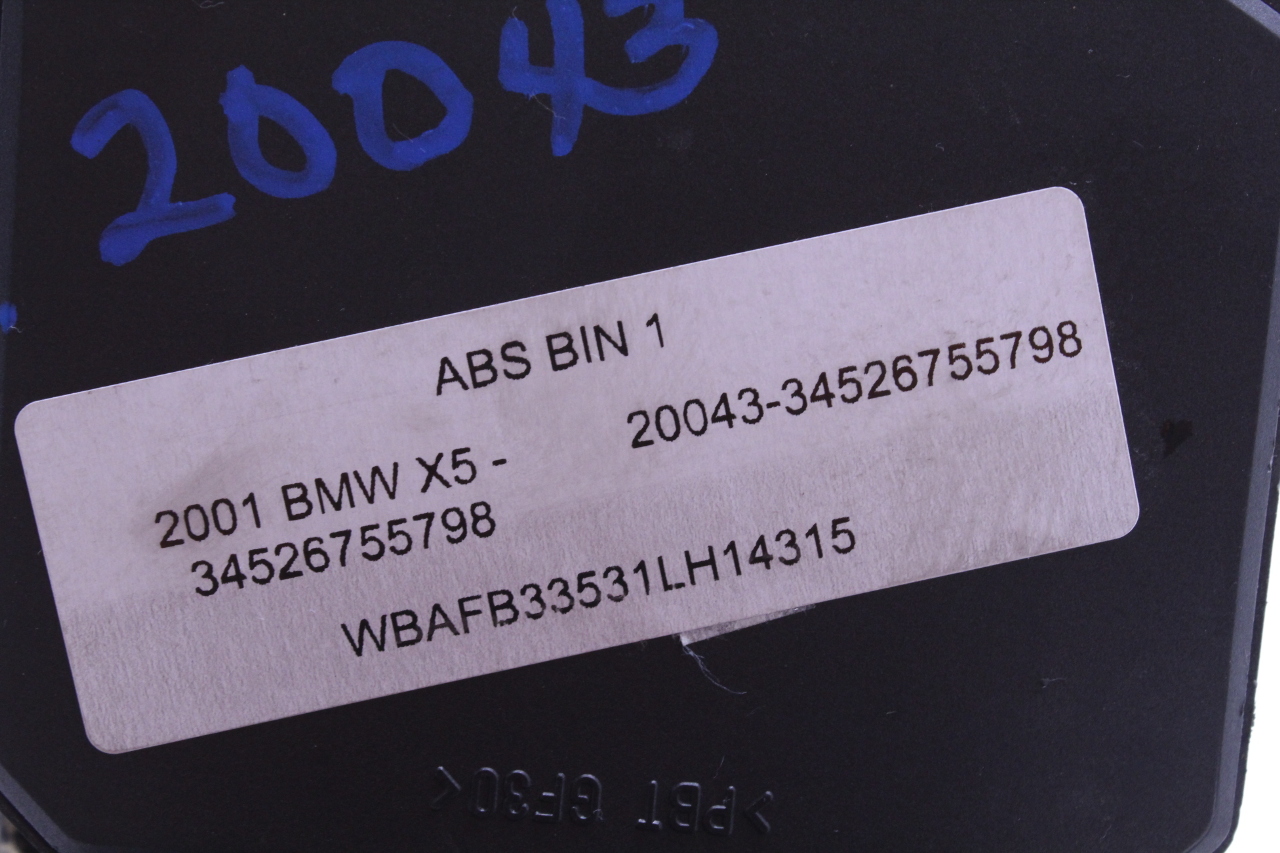 20043
ABS BIN 1
20043-34526755798
2001 BMW X5 -
34526755798
WBAFB33531LH14315
>PBT GF30<